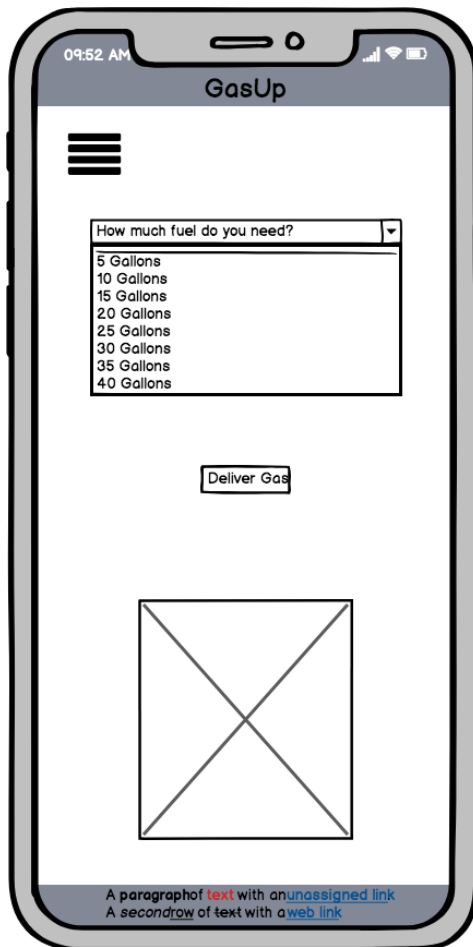 09:52 AM
GasUp
How much fuel do you need?
5 Gallons
10 Gallons
15 Gallons
20 Gallons
25 Gallons
30 Gallons
35 Gallons
40 Gallons
Deliver Gas
A paragraphof text with anunassigned link
A secondrow of text with aweb link